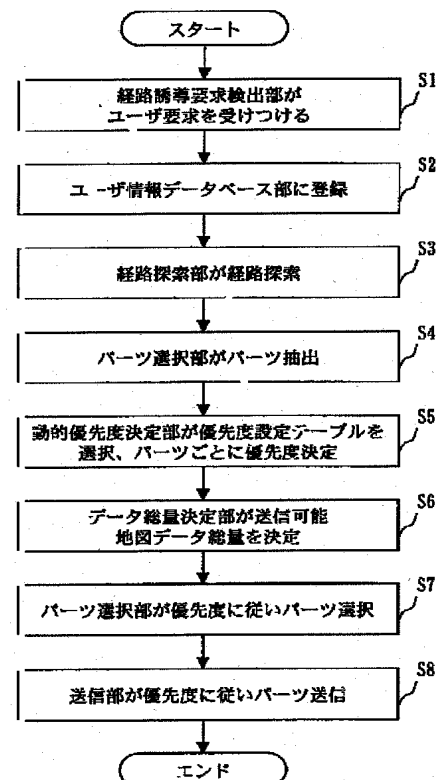 スタート
S1
経路誘導要求検出部が
ユーザ要求を受けつける
S2
ユーザ情報データベース部に登録
S3
経路探索部が経路探索
S4
パーツ選択部がパーツ抽出
S5
動的優先度決定部が優先度設定テーブルを
選択、パーツごとに優先度決定
S6
データ総量決定部が送信可能
地図データ総量を決定
S7
パーツ選択部が優先度に従いパーツ選択
S8
送信部が優先度に従いパーツ送信
エンド